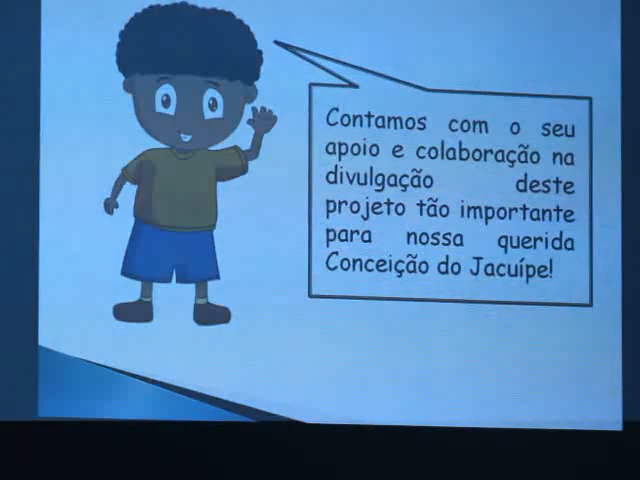 Contamos com o seu
apoio e colaboração na
divulgação deste
projeto tão importante
para nossa querida
Conceição do Jacuípe!